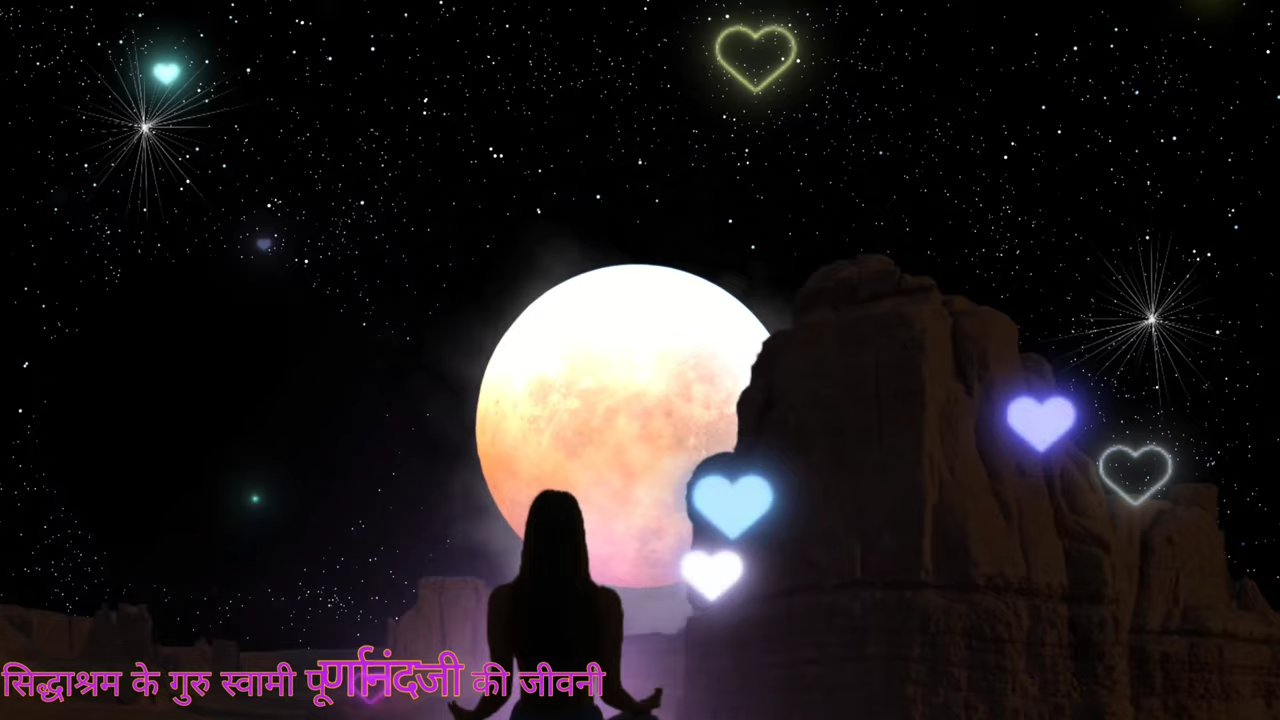 सिद्धाश्रम के गुरु स्वामी पूर्णानंदजी की जीवनी